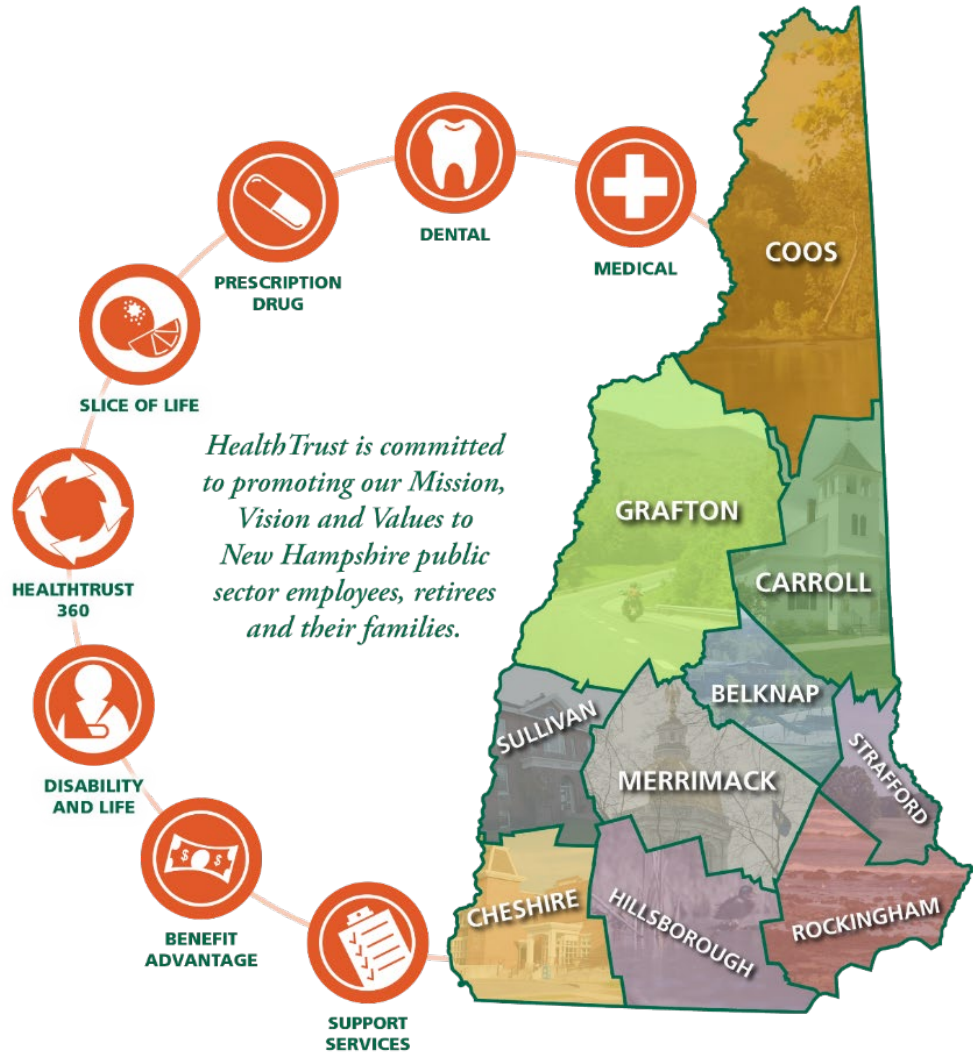 DENTAL
MEDICAL
PRESCRIPTION
DRUG
SLICE OF LIFE
HEALTHTRUST
360
DISABILITY
AND LIFE
BENEFIT
ADVANTAGE
SUPPORT
SERVICES
HealthTrust is committed
to promoting our Mission,
Vision and Values to
New Hampshire public
sector employees, retirees
and their families.
COOS
GRAFTON
CARROLL
BELKNAP
SULLIVAN
MERRIMACK
STRAFFORD
CHESHIRE
HILLSBOROUGH
ROCKINGHAM